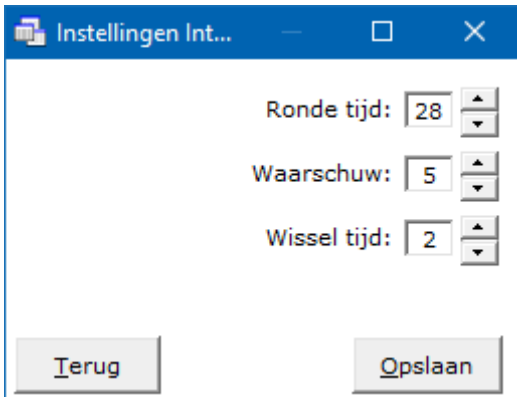 Instellingen Int...
Ronde tijd: 28
Waarschuw: 5
Wissel tijd: 2
Terug Opslaan